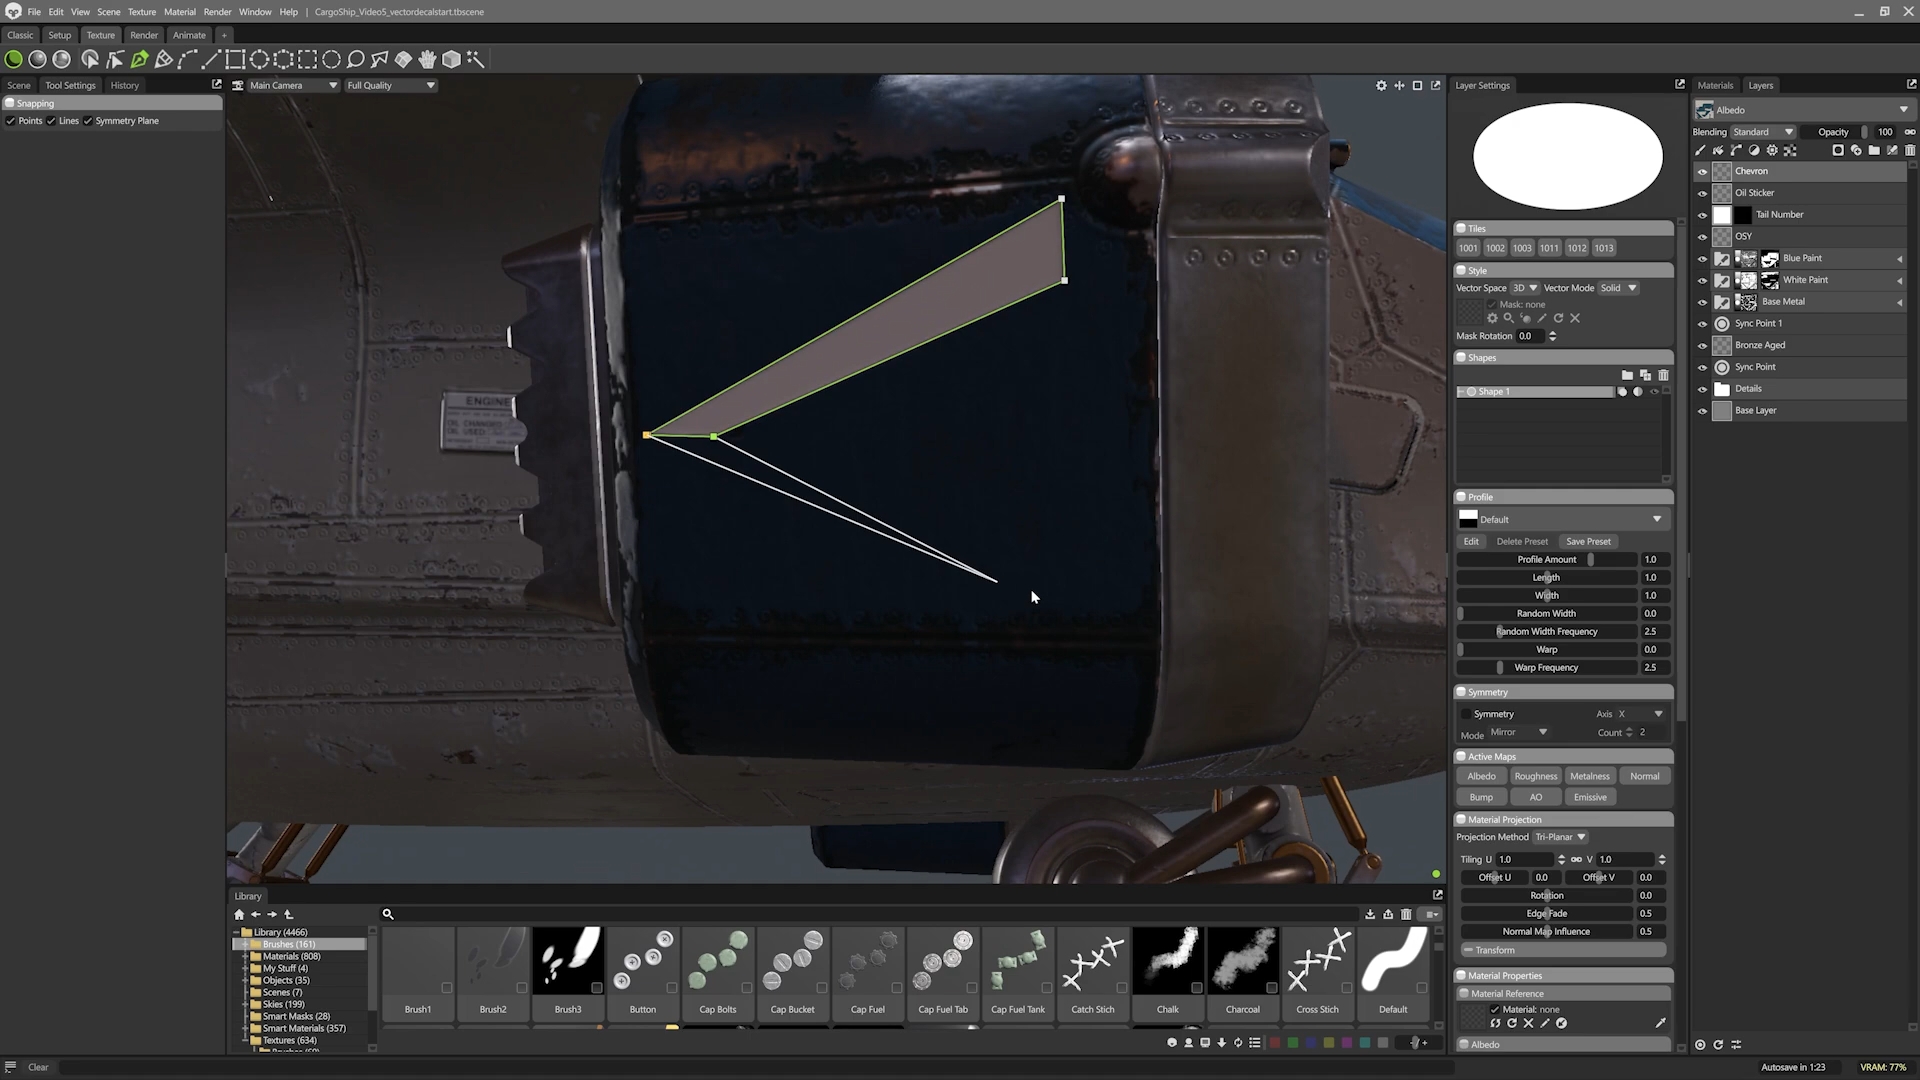 File Edit View Scene Texture Material Render Window Help | CargoShip_Video5_vectordecalstart.tbscene
Classic Setup Texture Render Animate +
Scene Tool Settings History
Main Camera Full Quality
Snapping
Points Lines Symmetry Plane
ENGINE
Layer Settings
Tiles
1001 1002 1003 1011 1012 1013
Style
Vector Space 3D Vector Mode Solid
Mask: none
Mask Rotation 0.0
Shapes
Shape 1
Profile
Default
Edit Delete Preset Save Preset
Profile Amount 1.0
Length 1.0
Width 1.0
Random Width 0.0
Random Width Frequency 2.5
Warp 0.0
Warp Frequency 2.5
Symmetry
Symmetry Axis X
Mode Mirror Count 2
Active Maps
Albedo Roughness Metalness Normal
Bump AO Emissive
Material Projection
Projection Method Tri-Planar
Tiling U 1.0 V 1.0
Offset U 0.0 Offset V 0.0
Rotation 0.0
Edge Fade 0.5
Normal Map Influence 0.5
Transform
Material Properties
Material Reference
Material: none
Albedo
Materials Layers
Albedo
Blending Standard Opacity 100
Chevron
Oil Sticker
Tail Number
OSY
Blue Paint
White Paint
Base Metal
Sync Point 1
Bronze Aged
Sync Point
Details
Base Layer
Library
Library (4466)
Brushes (161)
Materials (808)
My Stuff (4)
Objects (35)
Scenes (7)
Skies (199)
Smart Masks (28)
Smart Materials (357)
Textures (634)
Brush1 Brush2 Brush3 Button Cap Bolts Cap Bucket Cap Fuel Cap Fuel Tab Cap Fuel Tank Catch Stich Chalk Charcoal Cross Stich Default
Clear
Autosave in 1:23 VRAM: 77%